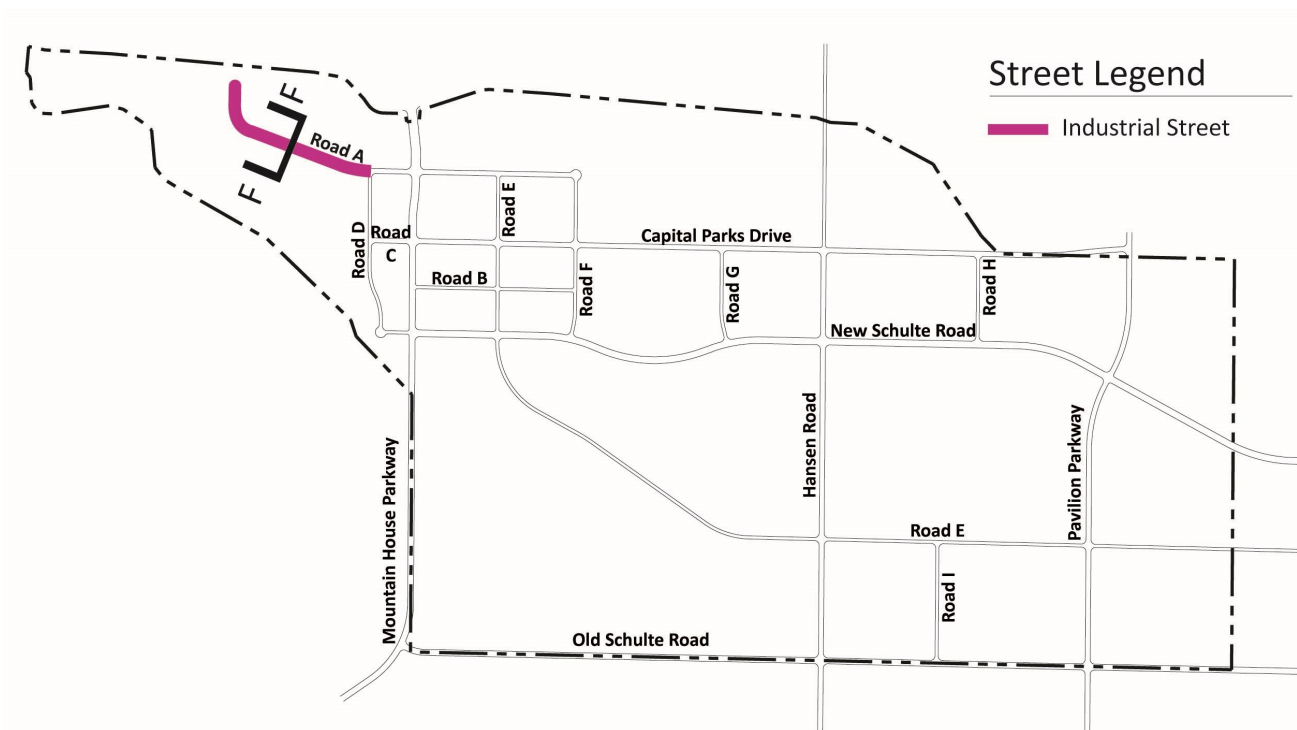 Street Legend
Industrial Street
F
F
Road A
Road D
Road
C
Road E
Road B
Road F
Capital Parks Drive
Road G
Road H
New Schulte Road
Hansen Road
Pavilion Parkway
Mountain House Parkway
Road E
Road I
Old Schulte Road